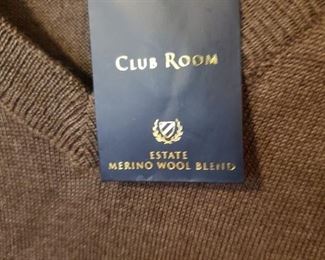 CLUB ROOM
ESTATE
MERINO WOOL BLEND